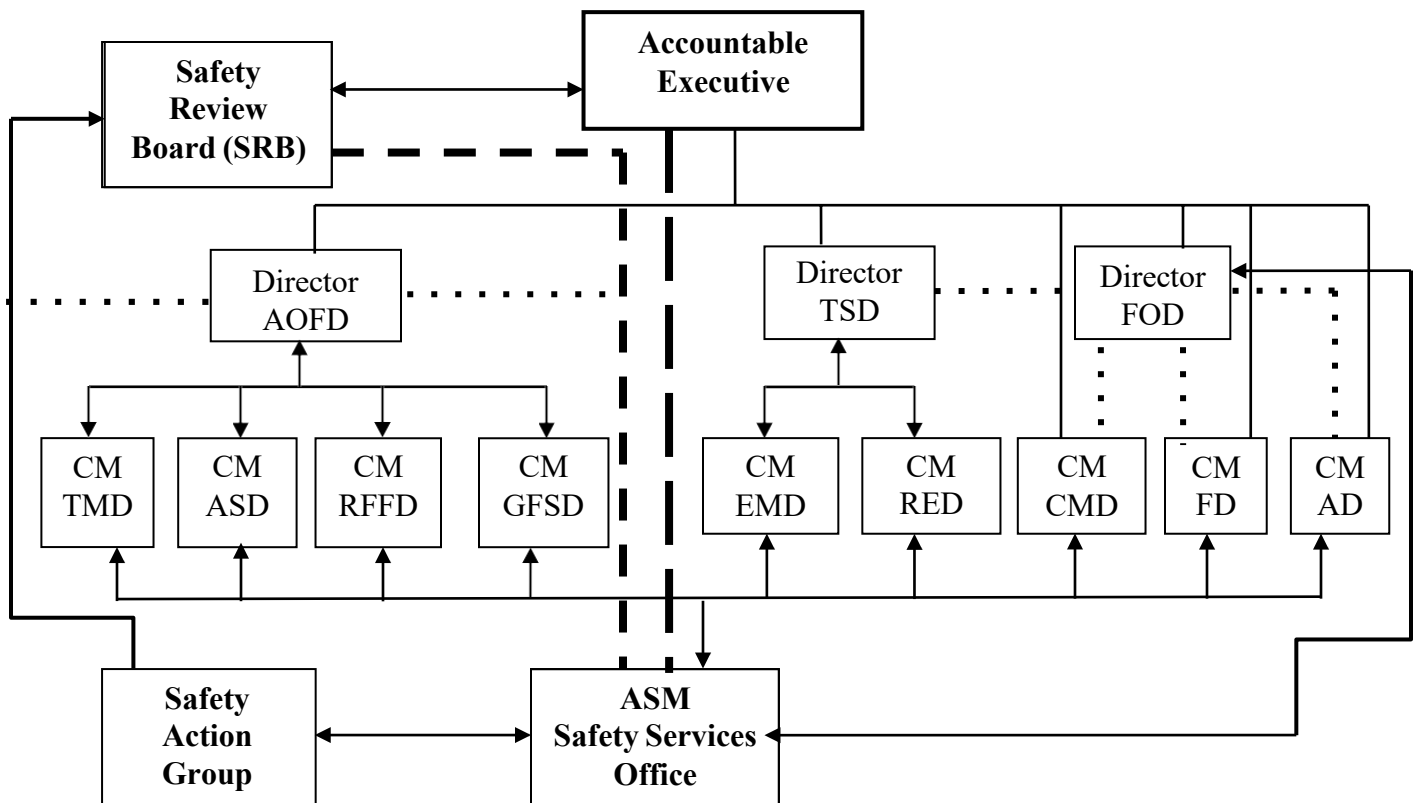 Safety
Review
Board (SRB)
Accountable
Executive
Director
AOFD
Director
TSD
Director
FOD
CM
TMD
CM
ASD
CM
RFFD
CM
GFSD
CM
EMD
CM
RED
CM
CMD
CM
FD
CM
AD
Safety
Action
Group
ASM
Safety Services
Office